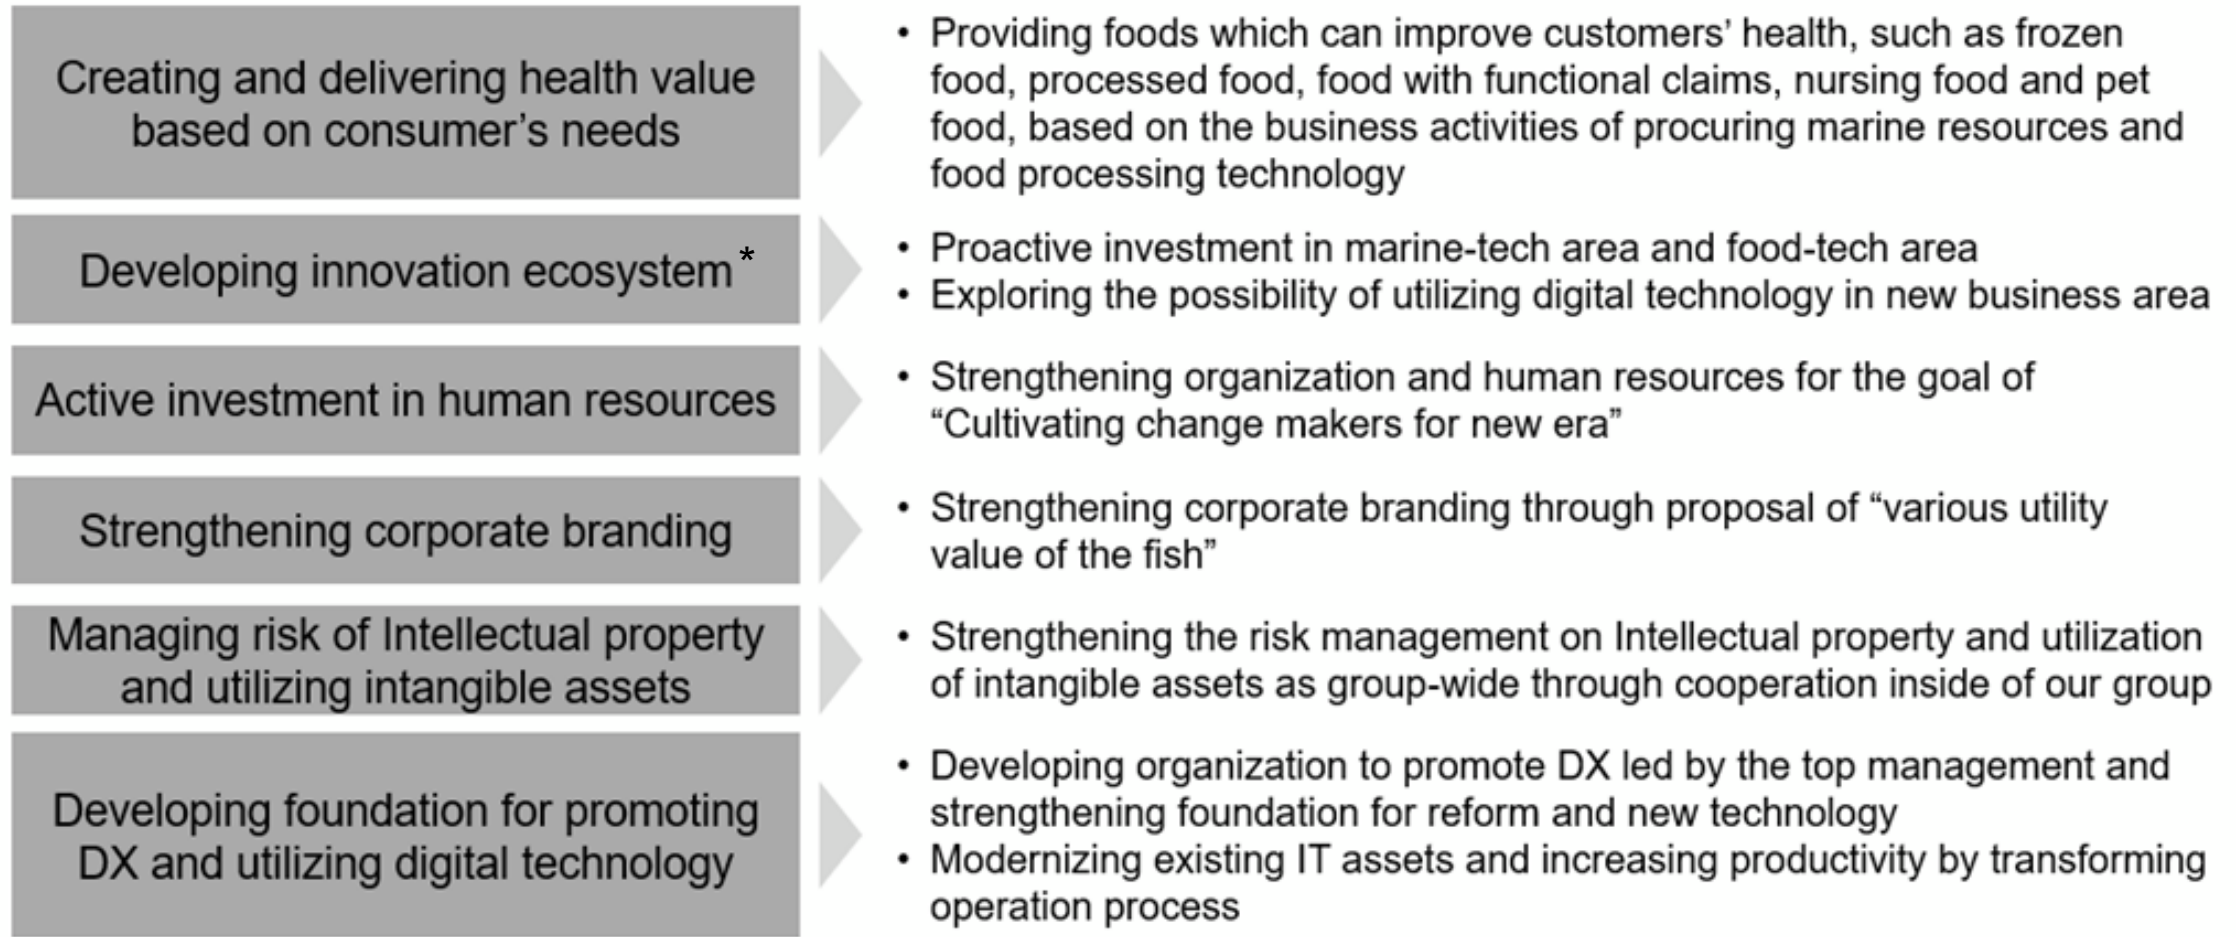 Creating and delivering health value
based on consumer’s needs
• Providing foods which can improve customers’ health, such as frozen
food, processed food, food with functional claims, nursing food and pet
food, based on the business activities of procuring marine resources and
food processing technology
Developing innovation ecosystem*
• Proactive investment in marine-tech area and food-tech area
• Exploring the possibility of utilizing digital technology in new business area
Active investment in human resources
• Strengthening organization and human resources for the goal of
“Cultivating change makers for new era”
Strengthening corporate branding
• Strengthening corporate branding through proposal of “various utility
value of the fish”
Managing risk of Intellectual property
and utilizing intangible assets
• Strengthening the risk management on Intellectual property and utilization
of intangible assets as group-wide through cooperation inside of our group
Developing foundation for promoting
DX and utilizing digital technology
• Developing organization to promote DX led by the top management and
strengthening foundation for reform and new technology
• Modernizing existing IT assets and increasing productivity by transforming
operation process